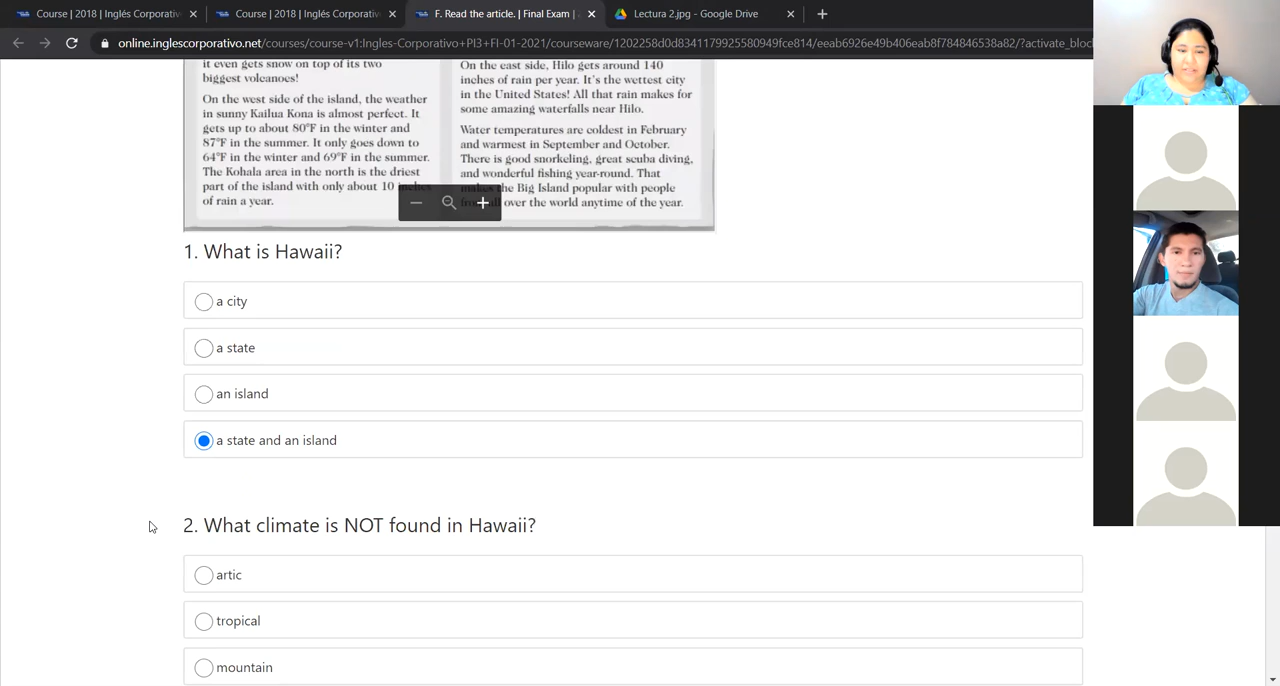 Course | 2018 | Inglés Corporativ
Course | 2018 | Inglés Corporativ
F. Read the article. | Final Exam |
Lectura 2.jpg - Google Drive
online.inglescorporativo.net/courses/course-v1:Ingles-Corporativo+PI3+FI-01-2021/courseware/1202258d0d8341179925580949fce814/eeab6926e49b406eab8f784846538a82/?activate_bloc
it even gets snow on top of its two
biggest volcanoes!
On the west side of the island, the weather
in sunny Kailua Kona is almost perfect. It
gets up to about 80°F in the winter and
87°F in the summer. It only goes down to
64°F in the winter and 69°F in the summer.
The Kohala area in the north is the driest
part of the island with only about 10 inches
of rain a year.
On the east side, Hilo gets around 140
inches of rain per year. It's the wettest city
in the United States! All that rain makes for
some amazing waterfalls near Hilo.
Water temperatures are coldest in February
and warmest in September and October.
There is good snorkeling, great scuba diving,
and wonderful fishing year-round. That
makes the Big Island popular with people
from all over the world anytime of the year.
1. What is Hawaii?
a city
a state
an island
a state and an island
2. What climate is NOT found in Hawaii?
artic
tropical
mountain